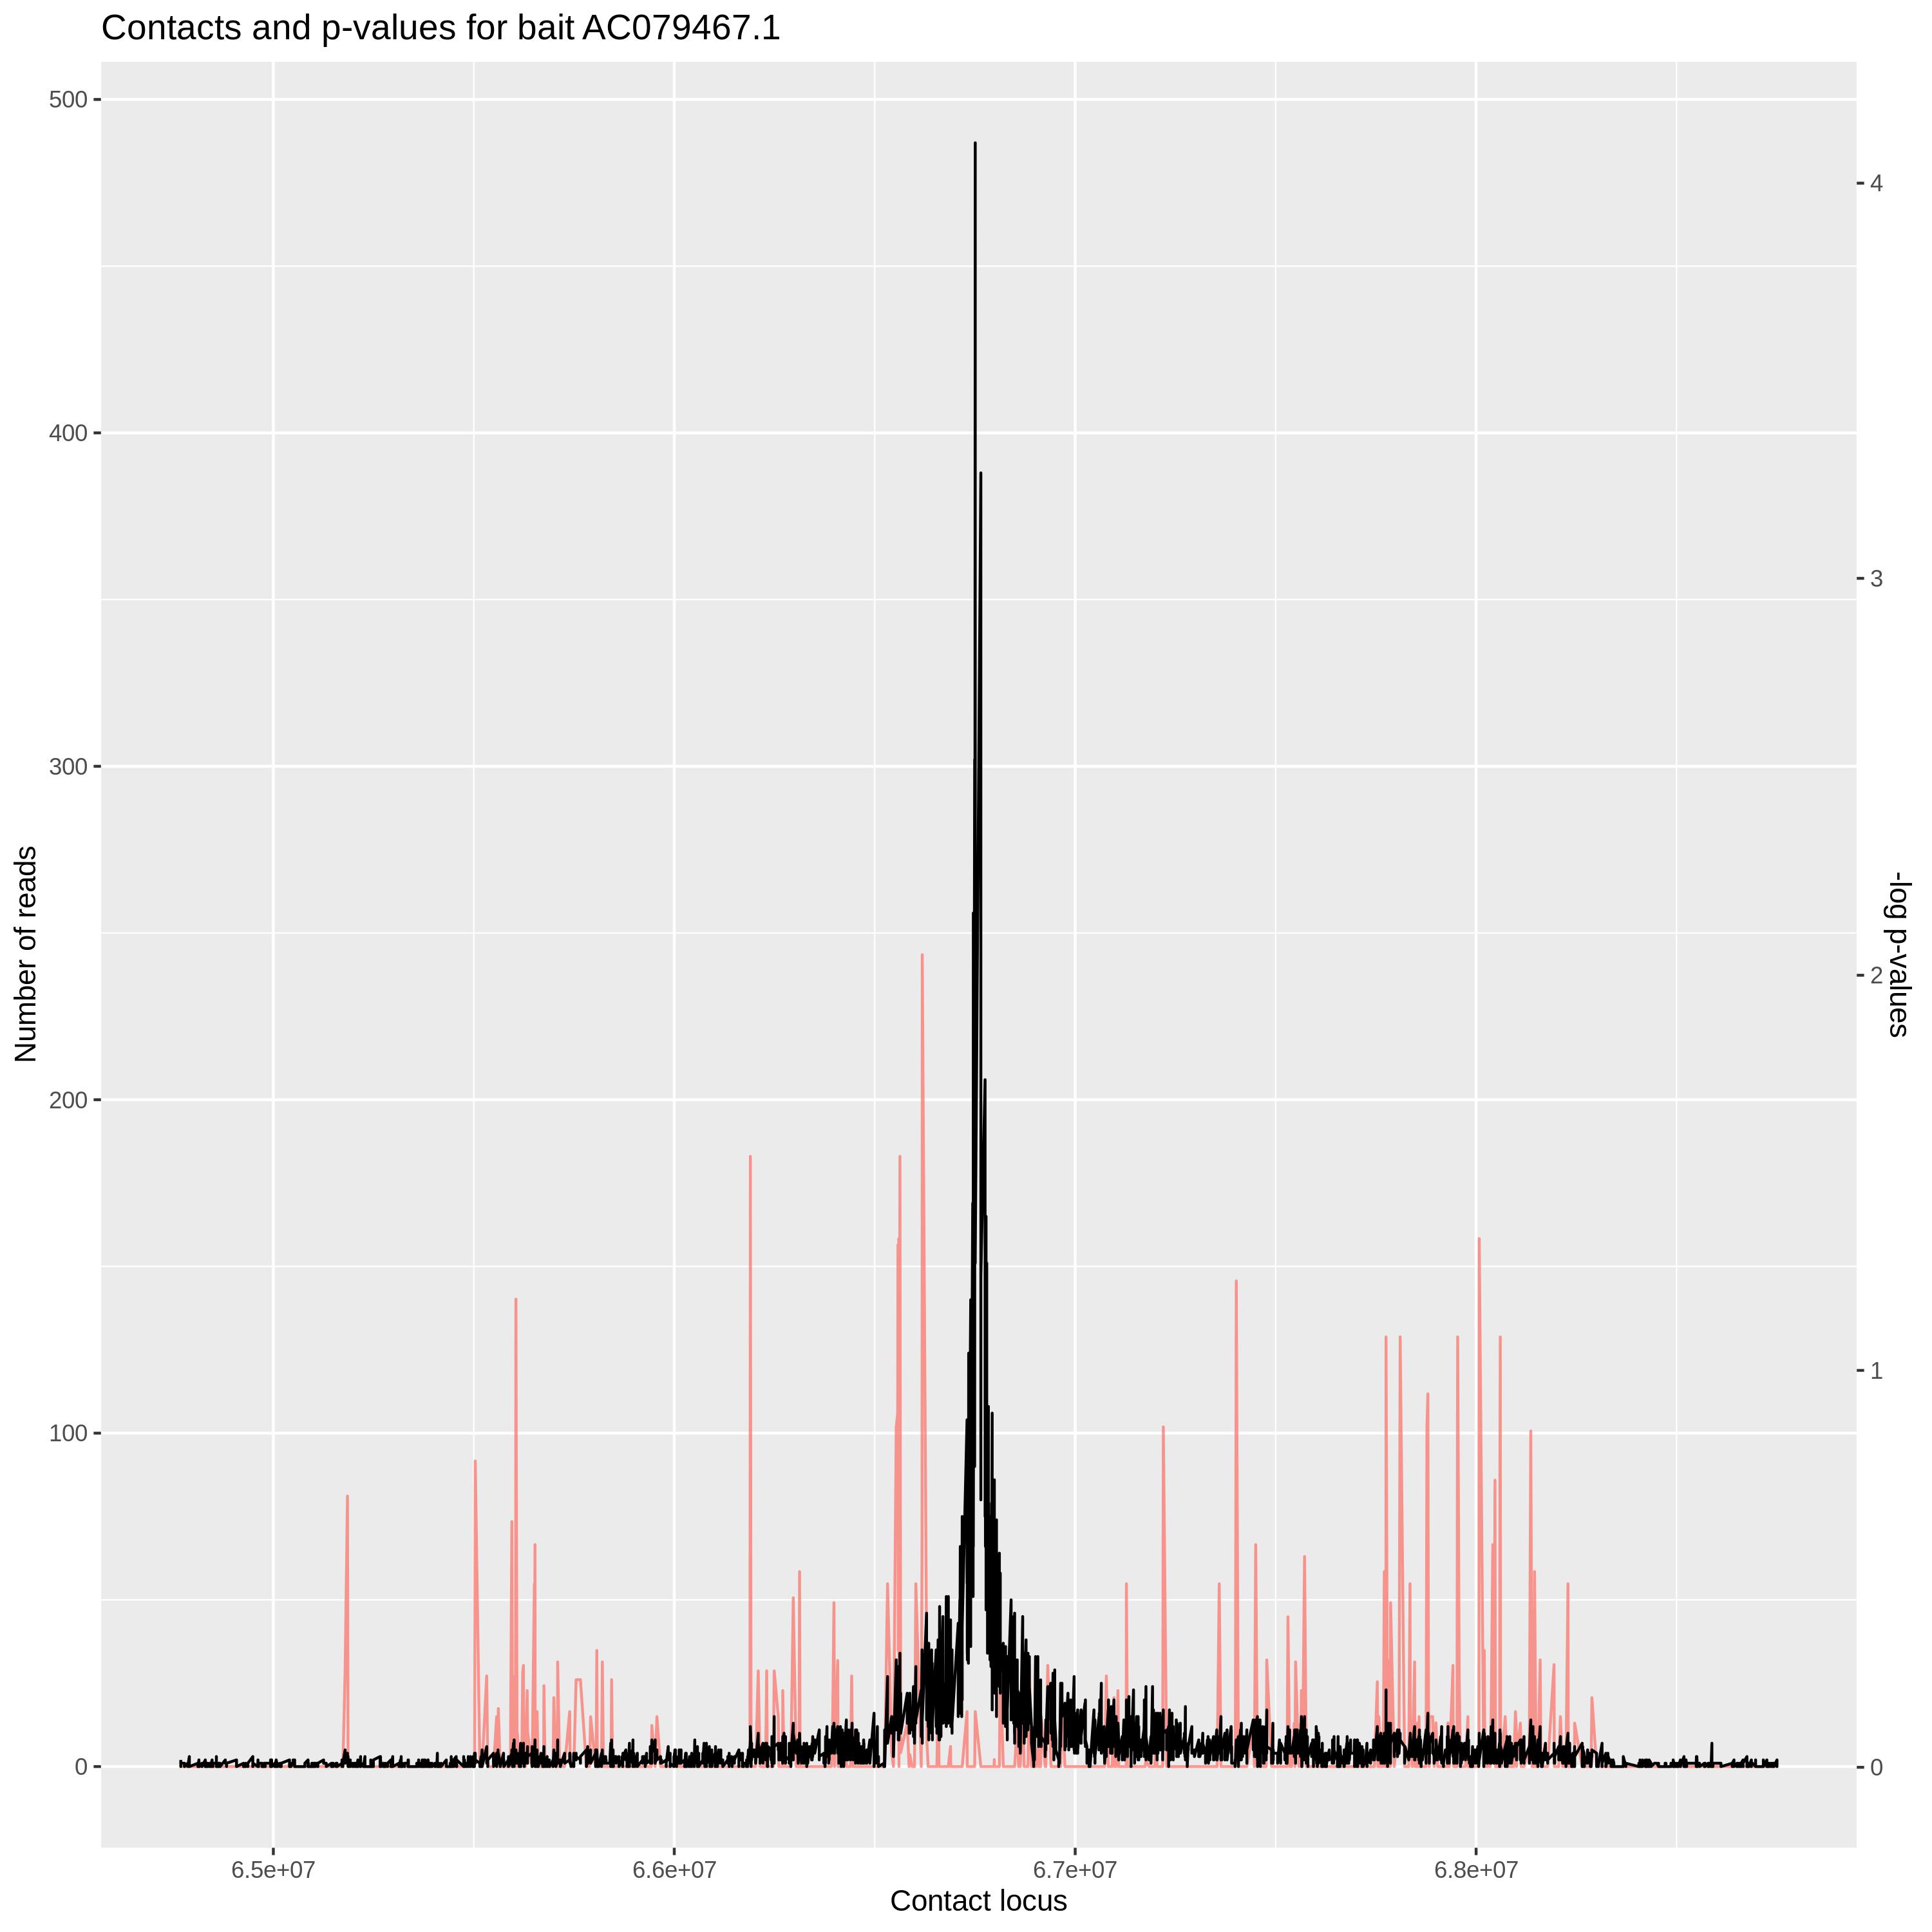 Contacts and p-values for bait AC079467.1
500
400
300
200
100
0
4
3
2
1
0
Number of reads
-log p-values
6.5e+07 6.6e+07 6.7e+07 6.8e+07
Contact locus